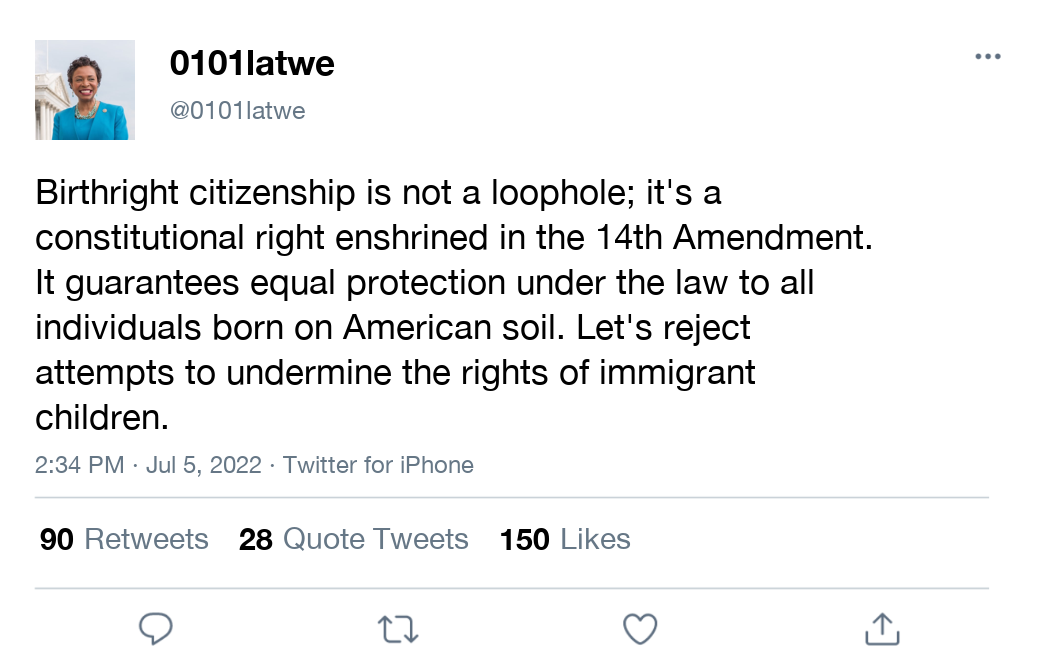 0101latwe
@0101latwe
Birthright citizenship is not a loophole; it's a
constitutional right enshrined in the 14th Amendment.
It guarantees equal protection under the law to all
individuals born on American soil. Let's reject
attempts to undermine the rights of immigrant
children.
2:34 PM · Jul 5, 2022 · Twitter for iPhone
90 Retweets 28 Quote Tweets 150 Likes